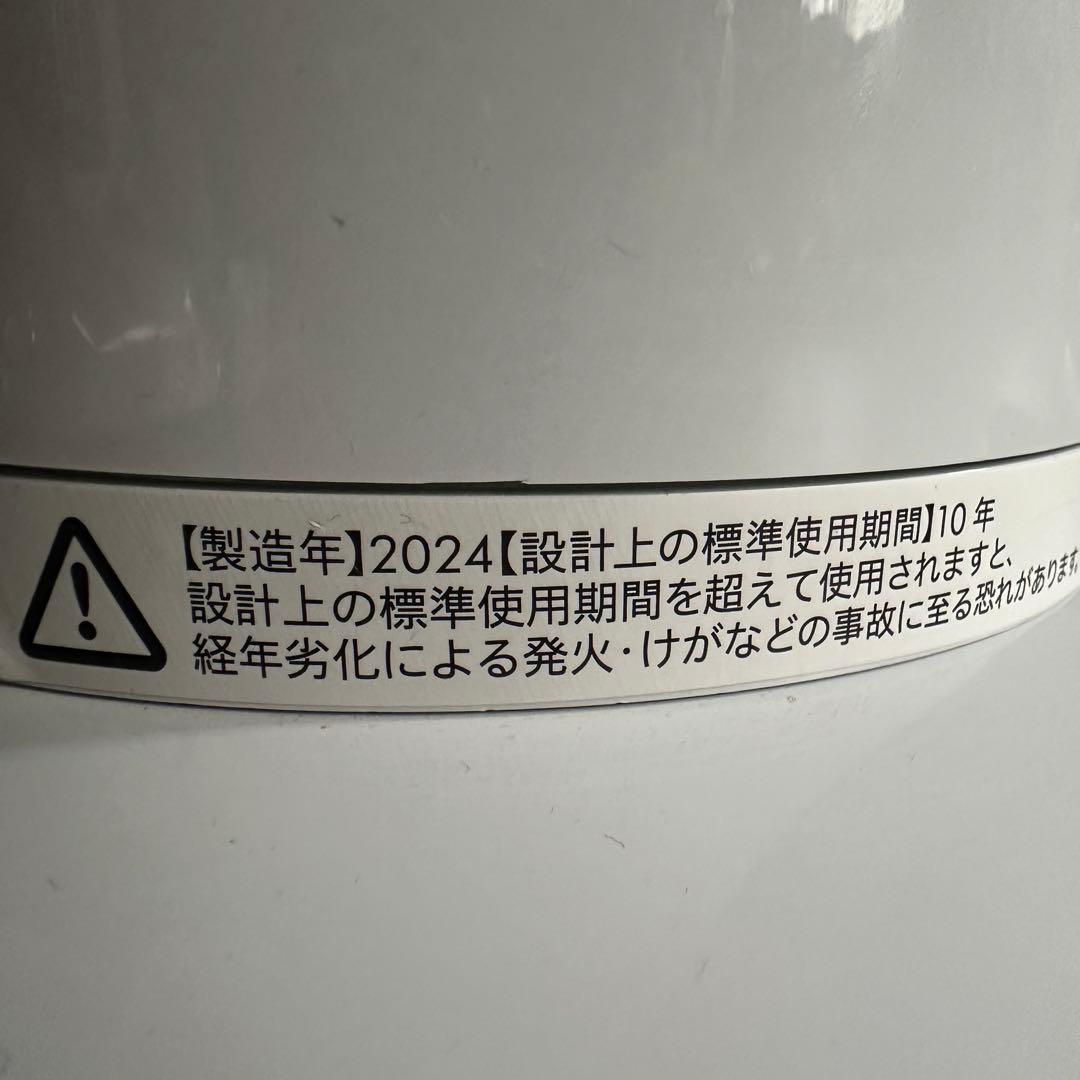 【製造年】2024【設計上の標準使用期間】10年
設計上の標準使用期間を超えて使用されますと、
経年劣化による発火・けがなどの事故に至る恐れがあります。